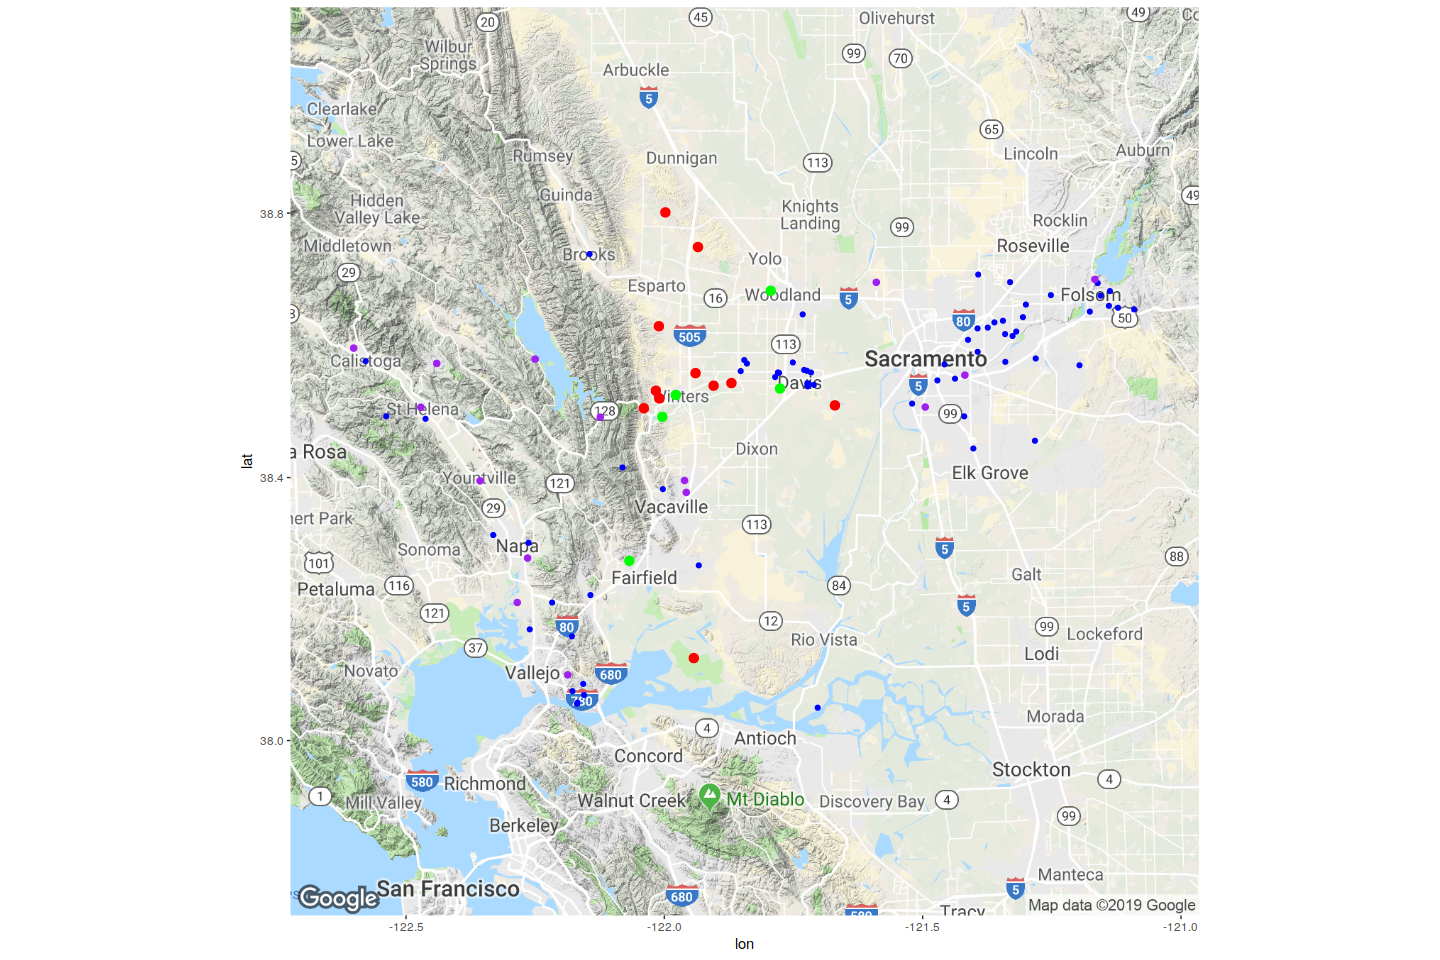 20
45
49
Co
Olivehurst
Wilbur
Springs
99
70
Arbuckle
5
Clearlake
65
Lower Lake
Auburn
Rumsey
Dunnigan
113
Lincoln
5
Guinda
49
Hidden
Valley Lake
Knights
Landing
38.8
Rocklin
99
Middletown
Roseville
Brooks
Yolo
29
Esparto
16
Woodland
5
Folsom
3
80
50
505
113
Calistoga
Sacramento
Davis
5
St Helena
128
Winters
99
a Rosa
Dixon
lat
38.4
Yountville
121
Elk Grove
29
Vacaville
nert Park
113
Sonoma
Napa
5
88
101
Fairfield
Galt
Petaluma
116
84
5
121
12
80
99
Lockeford
37
Rio Vista
Lodi
Novato
Vallejo
680
780
Morada
4
38.0
Antioch
Concord
Stockton
580
Richmond
4
1
Mill Valley
Walnut Creek
Mt Diablo
Discovery Bay
4
99
Berkeley
Manteca
5
San Francisco
680
Google
580
Tracy
Map data ©2019 Google
-122.5
-122.0
-121.5
-121.0
lon